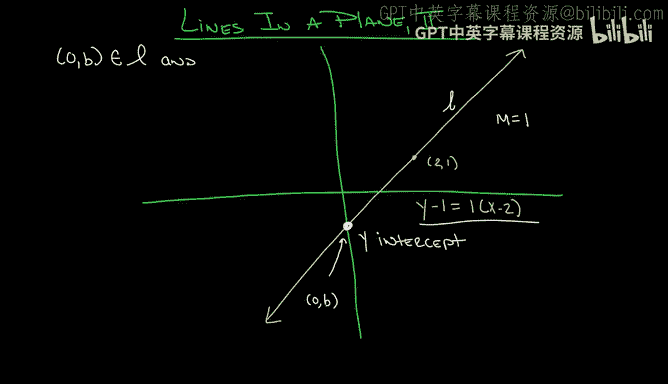 LINES IN A PLANE, II
GPT中英字幕课程资源@bilibili.com
GPT中英字幕课程资源 bilibili
(0,b) ∈ l and
l
M=1
(2,1)
y-1=1(x-2)
Y INTERCEPT
(0,b)